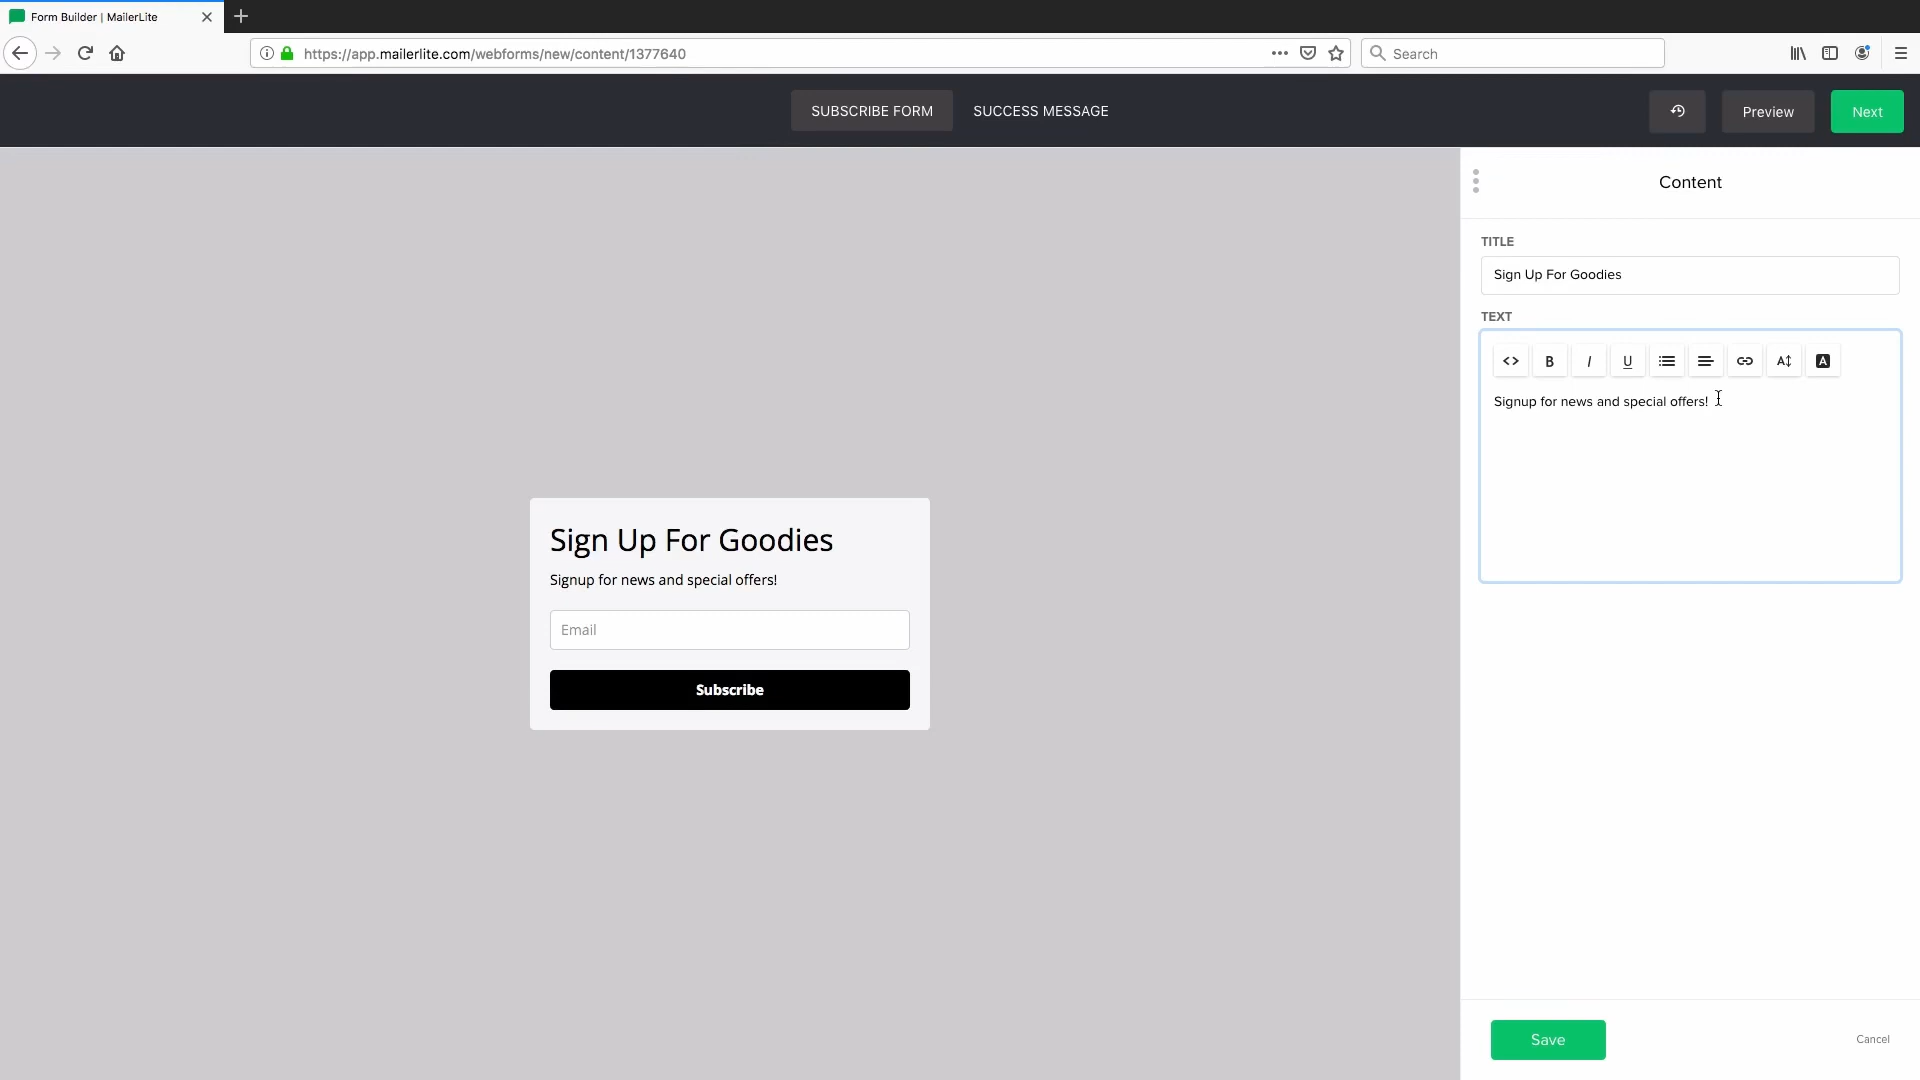 Form Builder | MailerLite
https://app.mailerlite.com/webforms/new/content/1377640
Search
SUBSCRIBE FORM
SUCCESS MESSAGE
Preview
Next
Content
TITLE
Sign Up For Goodies
TEXT
B I U A A
Signup for news and special offers!
Sign Up For Goodies
Signup for news and special offers!
Email
Subscribe
Save
Cancel